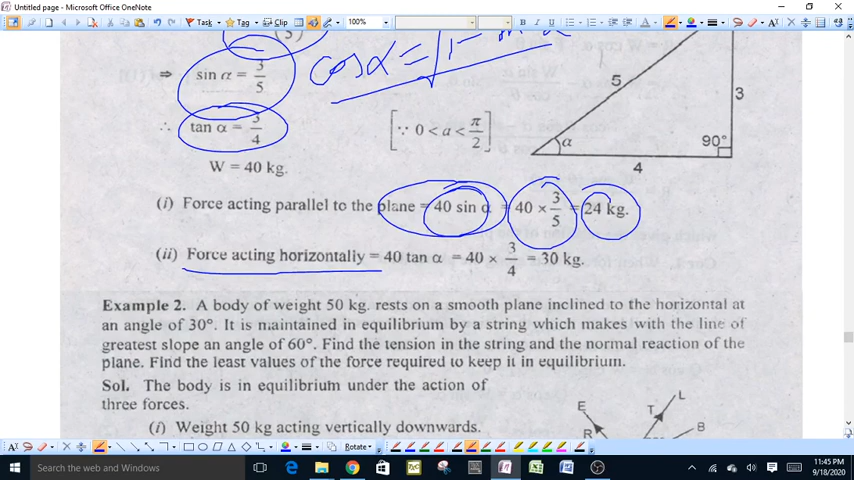 Untitled page - Microsoft OneNote
Task
Tag
Clip
100%
B I U
(5)
cos α =
⇒ sin α = 3/5
∴ tan α = 3/4
[∵ 0 < a < π/2]
5
3
α
90°
4
W = 40 kg.
(i) Force acting parallel to the plane = 40 sin α = 40 × 3/5 = 24 kg.
(ii) Force acting horizontally = 40 tan α = 40 × 3/4 = 30 kg.
Example 2. A body of weight 50 kg. rests on a smooth plane inclined to the horizontal at
an angle of 30°. It is maintained in equilibrium by a string which makes with the line of
greatest slope an angle of 60°. Find the tension in the string and the normal reaction of the
plane. Find the least values of the force required to keep it in equilibrium.
Sol. The body is in equilibrium under the action of
three forces.
(i) Weight 50 kg acting vertically downwards.
E
L
T
R
B
Rotate
Search the web and Windows
11:45 PM
9/18/2020